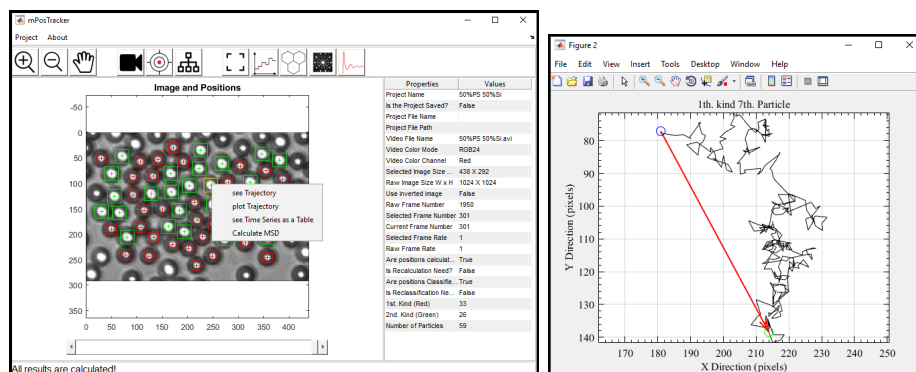 mPosTracker
Project About
Image and Positions
-50
0
50
100
150
200
250
300
350
0 50 100 150 200 250 300 350 400
see Trajectory
plot Trajectory
see Time Series as a Table
Calculate MSD
Properties Values
Project Name 50%PS 50%Si
Is the Project Saved? False
Project File Name
Project File Path
Video File Name 50%PS 50%Si.avi
Video Color Mode RGB24
Video Color Channel Red
Selected Image Size ... 438 X 292
Raw Image Size W x H 1024 X 1024
Use inverted image False
Raw Frame Number 1950
Selected Frame Number 301
Current Frame Number 301
Selected Frame Rate 1
Raw Frame Rate 1
Are positions calculat... True
Is Recalculation Need? False
Are positions Classifie... True
Is Reclassification Ne... False
1st. Kind (Red) 33
2nd. Kind (Green) 26
Number of Particles 59
All results are calculated!
Figure 2
File Edit View Insert Tools Desktop Window Help
1th. kind 7th. Particle
Y Direction (pixels)
80
90
100
110
120
130
140
170 180 190 200 210 220 230 240 250
X Direction (pixels)